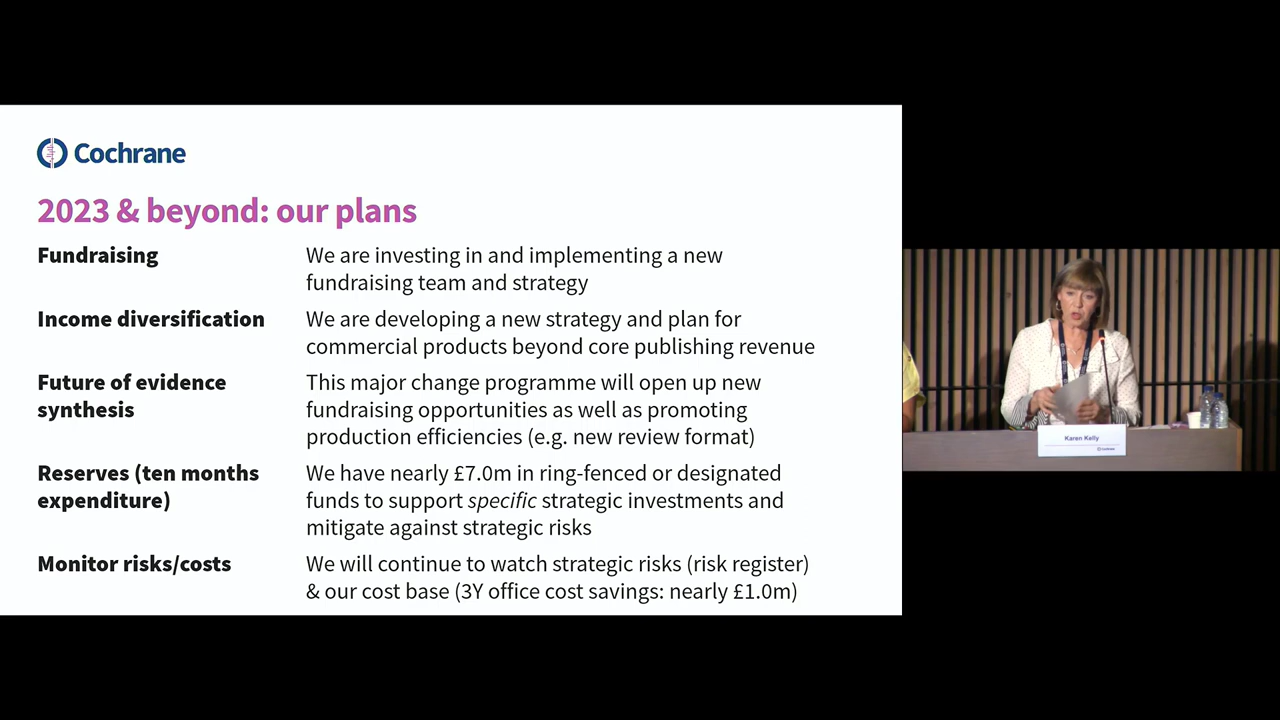 Cochrane
2023 & beyond: our plans
Fundraising
We are investing in and implementing a new
fundraising team and strategy
Income diversification
We are developing a new strategy and plan for
commercial products beyond core publishing revenue
Future of evidence
synthesis
This major change programme will open up new
fundraising opportunities as well as promoting
production efficiencies (e.g. new review format)
Reserves (ten months
expenditure)
We have nearly £7.0m in ring-fenced or designated
funds to support specific strategic investments and
mitigate against strategic risks
Monitor risks/costs
We will continue to watch strategic risks (risk register)
& our cost base (3Y office cost savings: nearly £1.0m)
Karen Kelly
Cochrane